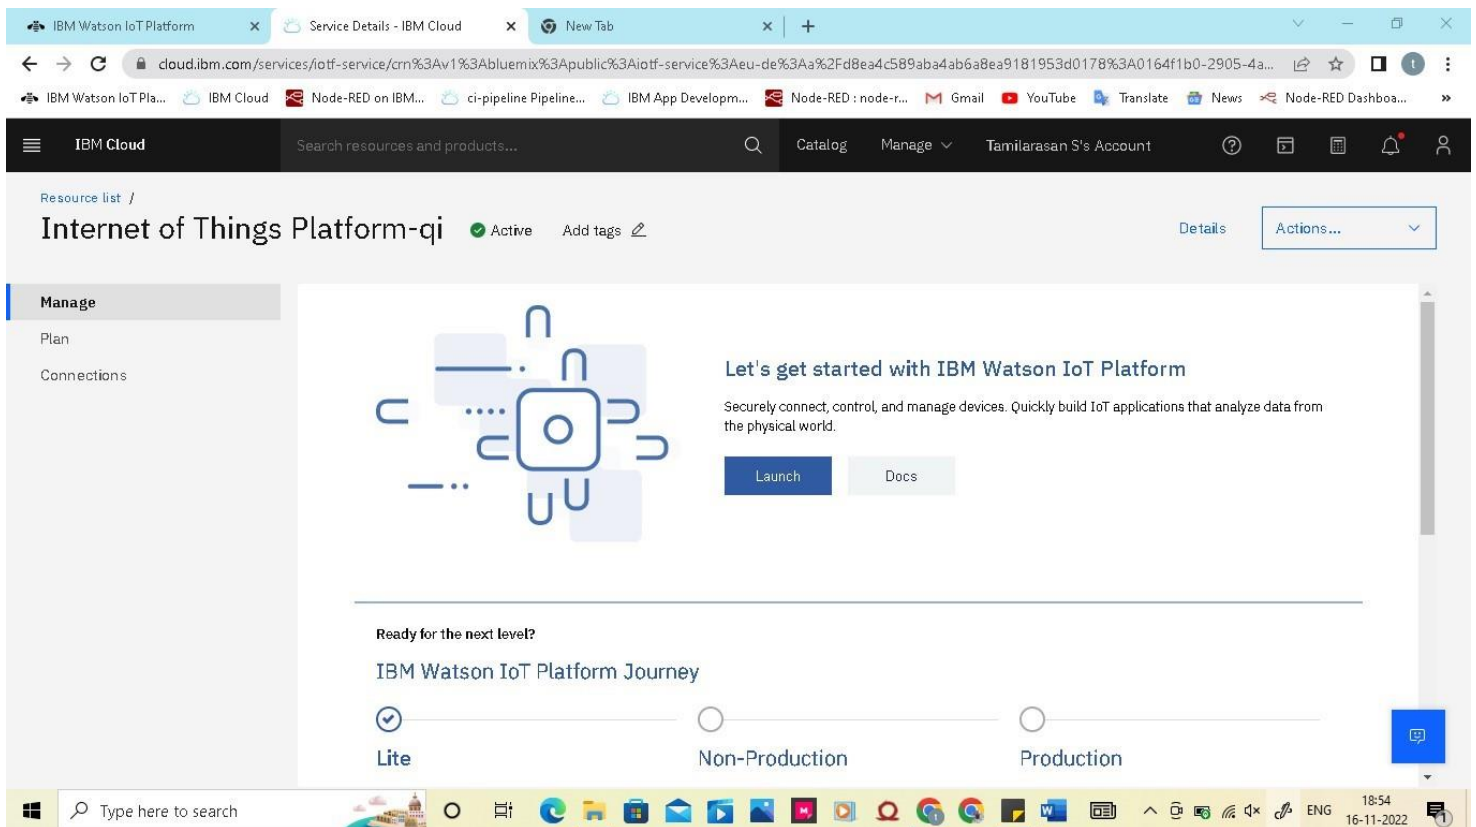 IBM Watson IoT Platform
Service Details - IBM Cloud
New Tab
cloud.ibm.com/services/iotf-service/crn%3Av1%3Abluemix%3Apublic%3Aiotf-service%3Aeu-de%3Aa%2Fd8ea4c589aba4ab6a8ea9181953d0178%3A0164f1b0-2905-4a...
IBM Watson IoT Pla...
IBM Cloud
Node-RED on IBM...
ci-pipeline Pipeline...
IBM App Developm...
Node-RED : node-r...
Gmail
YouTube
Translate
News
Node-RED Dashboa...
»
IBM Cloud
Search resources and products...
Catalog
Manage
Tamilarasan S's Account
Resource list /
Internet of Things Platform-qi
Active
Add tags
Details
Actions...
Manage
Plan
Connections
Let's get started with IBM Watson IoT Platform
Securely connect, control, and manage devices. Quickly build IoT applications that analyze data from
the physical world.
Launch
Docs
Ready for the next level?
IBM Watson IoT Platform Journey
Lite
Non-Production
Production
Type here to search
ENG
18:54
16-11-2022